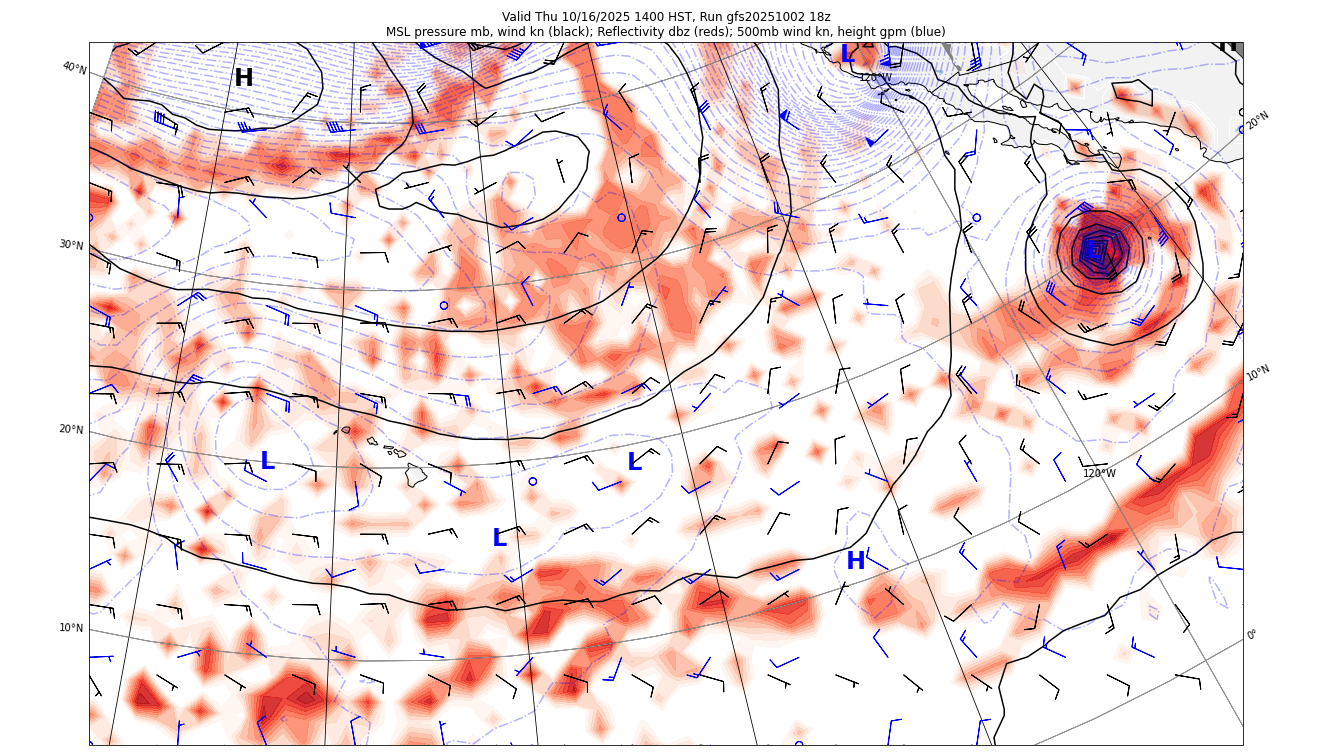 Valid Thu 10/16/2025 1400 HST, Run gfs20251002 18z
MSL pressure mb, wind kn (black); Reflectivity dbz (reds); 500mb wind kn, height gpm (blue)
H
L
H
120°W
40°N
20°N
30°N
10°N
20°N
L
L
120°W
L
H
10°N
0°